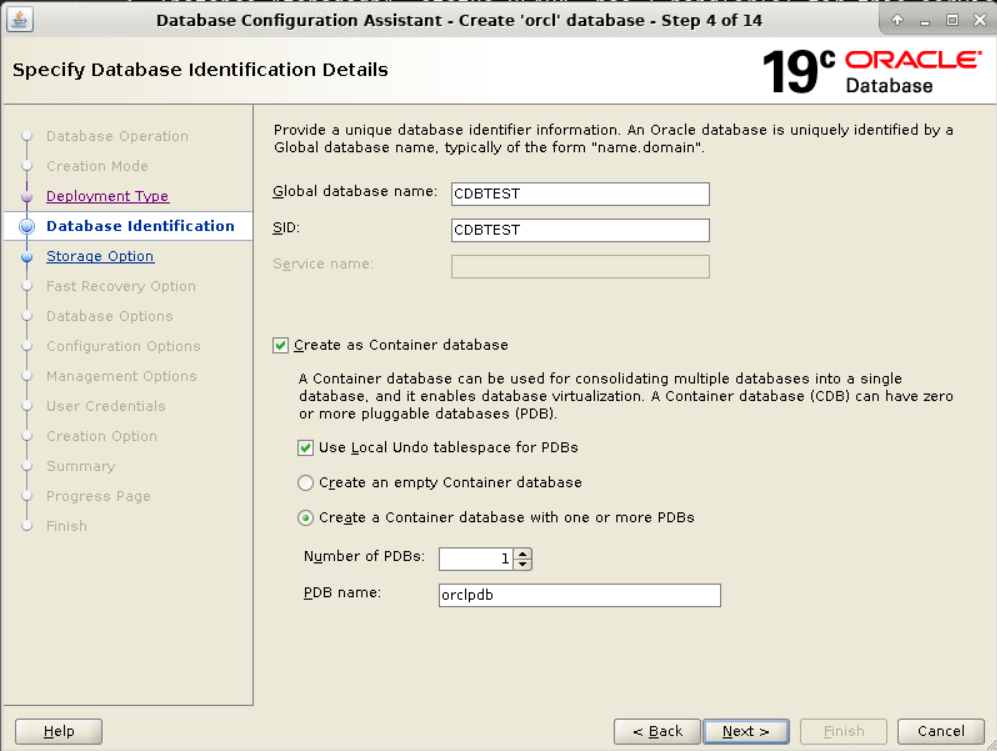 Database Configuration Assistant - Create 'orcl' database - Step 4 of 14
Specify Database Identification Details
19c ORACLE
Database
Database Operation
Creation Mode
Deployment Type
Database Identification
Storage Option
Fast Recovery Option
Database Options
Configuration Options
Management Options
User Credentials
Creation Option
Summary
Progress Page
Finish
Provide a unique database identifier information. An Oracle database is uniquely identified by a
Global database name, typically of the form "name.domain".
Global database name: CDBTEST
SID: CDBTEST
Service name:
Create as Container database
A Container database can be used for consolidating multiple databases into a single
database, and it enables database virtualization. A Container database (CDB) can have zero
or more pluggable databases (PDB).
Use Local Undo tablespace for PDBs
Create an empty Container database
Create a Container database with one or more PDBs
Number of PDBs: 1
PDB name: orclpdb
Help < Back Next > Finish Cancel